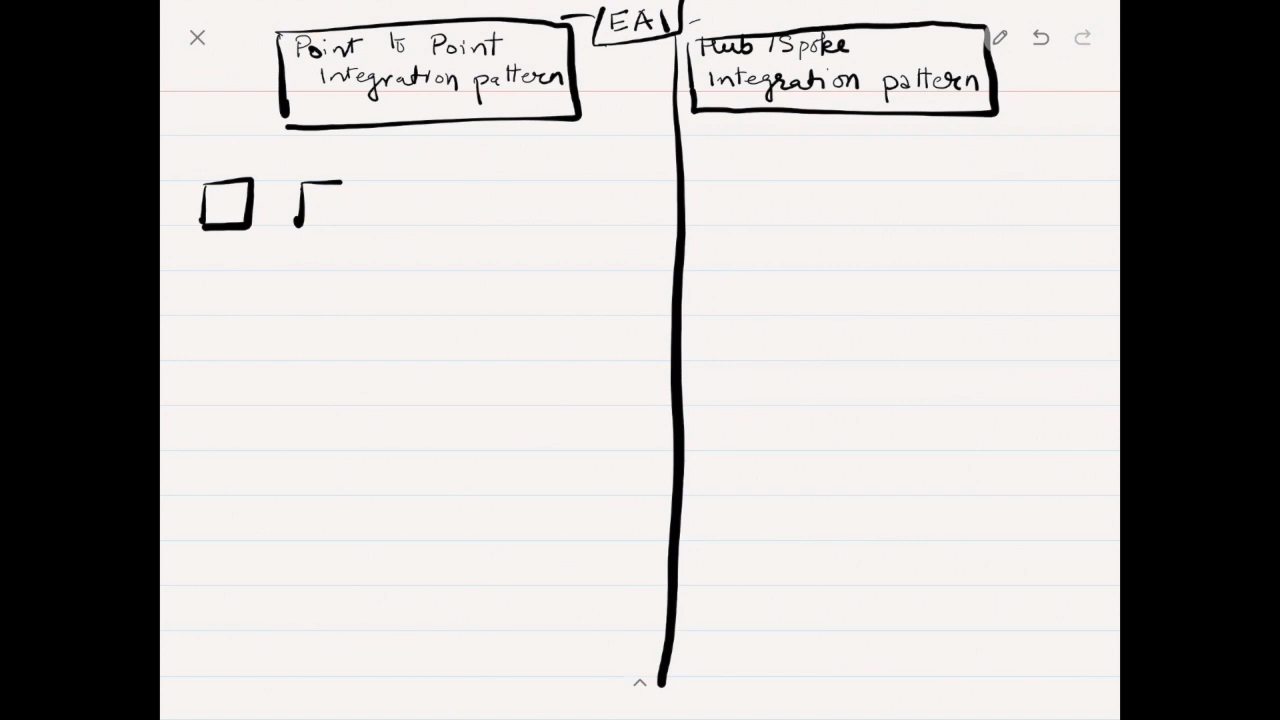 EAI
Point to Point
Integration pattern
Hub /Spoke
Integration pattern